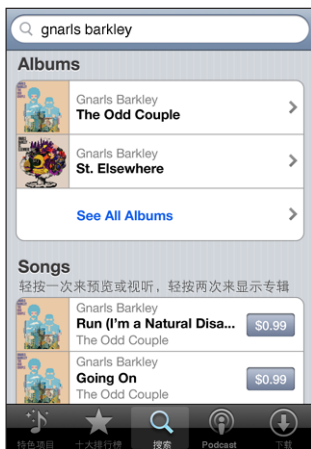 gnarls barkley
Albums
Gnarls Barkley
The Odd Couple
Gnarls Barkley
St. Elsewhere
See All Albums
Songs
轻按一次来预览或视听，轻按两次来显示专辑
Gnarls Barkley
Run (I'm a Natural Disa...
$0.99
The Odd Couple
Gnarls Barkley
Going On
$0.99
The Odd Couple
特色项目
十大排行榜
搜索
Podcast
下载